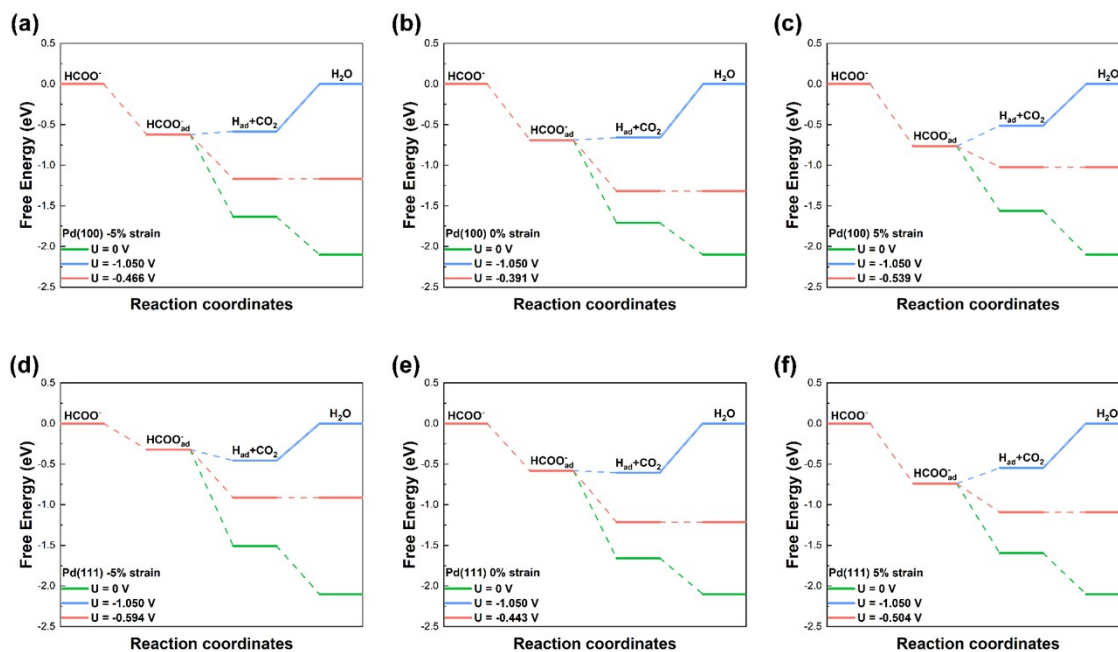 (a)
0.5
0.0
-0.5
-1.0
-1.5
-2.0
-2.5
Free Energy (eV)
HCOO⁻
HCOO⁻ad
Had+CO₂
H₂O
Pd(100) -5% strain
U = 0 V
U = -1.050 V
U = -0.466 V
Reaction coordinates
(b)
0.5
0.0
-0.5
-1.0
-1.5
-2.0
-2.5
Free Energy (eV)
HCOO⁻
HCOO⁻ad
Had+CO₂
H₂O
Pd(100) 0% strain
U = 0 V
U = -1.050 V
U = -0.391 V
Reaction coordinates
(c)
0.5
0.0
-0.5
-1.0
-1.5
-2.0
-2.5
Free Energy (eV)
HCOO⁻
HCOO⁻ad
Had+CO₂
H₂O
Pd(100) 5% strain
U = 0 V
U = -1.050 V
U = -0.539 V
Reaction coordinates
(d)
0.5
0.0
-0.5
-1.0
-1.5
-2.0
-2.5
Free Energy (eV)
HCOO⁻
HCOO⁻ad
Had+CO₂
H₂O
Pd(111) -5% strain
U = 0 V
U = -1.050 V
U = -0.594 V
Reaction coordinates
(e)
0.5
0.0
-0.5
-1.0
-1.5
-2.0
-2.5
Free Energy (eV)
HCOO⁻
HCOO⁻ad
Had+CO₂
H₂O
Pd(111) 0% strain
U = 0 V
U = -1.050 V
U = -0.443 V
Reaction coordinates
(f)
0.5
0.0
-0.5
-1.0
-1.5
-2.0
-2.5
Free Energy (eV)
HCOO⁻
HCOO⁻ad
Had+CO₂
H₂O
Pd(111) 5% strain
U = 0 V
U = -1.050 V
U = -0.504 V
Reaction coordinates